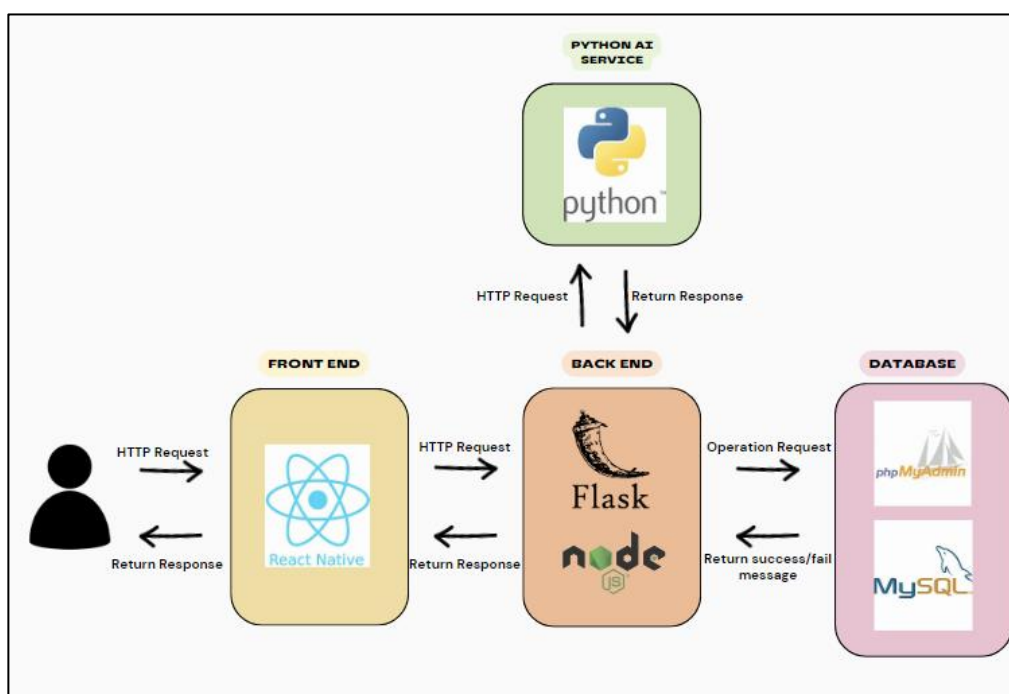 PYTHON AI
SERVICE
python™
HTTP Request
Return Response
FRONT END
BACK END
DATABASE
HTTP Request
HTTP Request
Operation Request
Return Response
Return Response
Return success/fail
message
React Native
Flask
node
JS
phpMyAdmin
MySQL